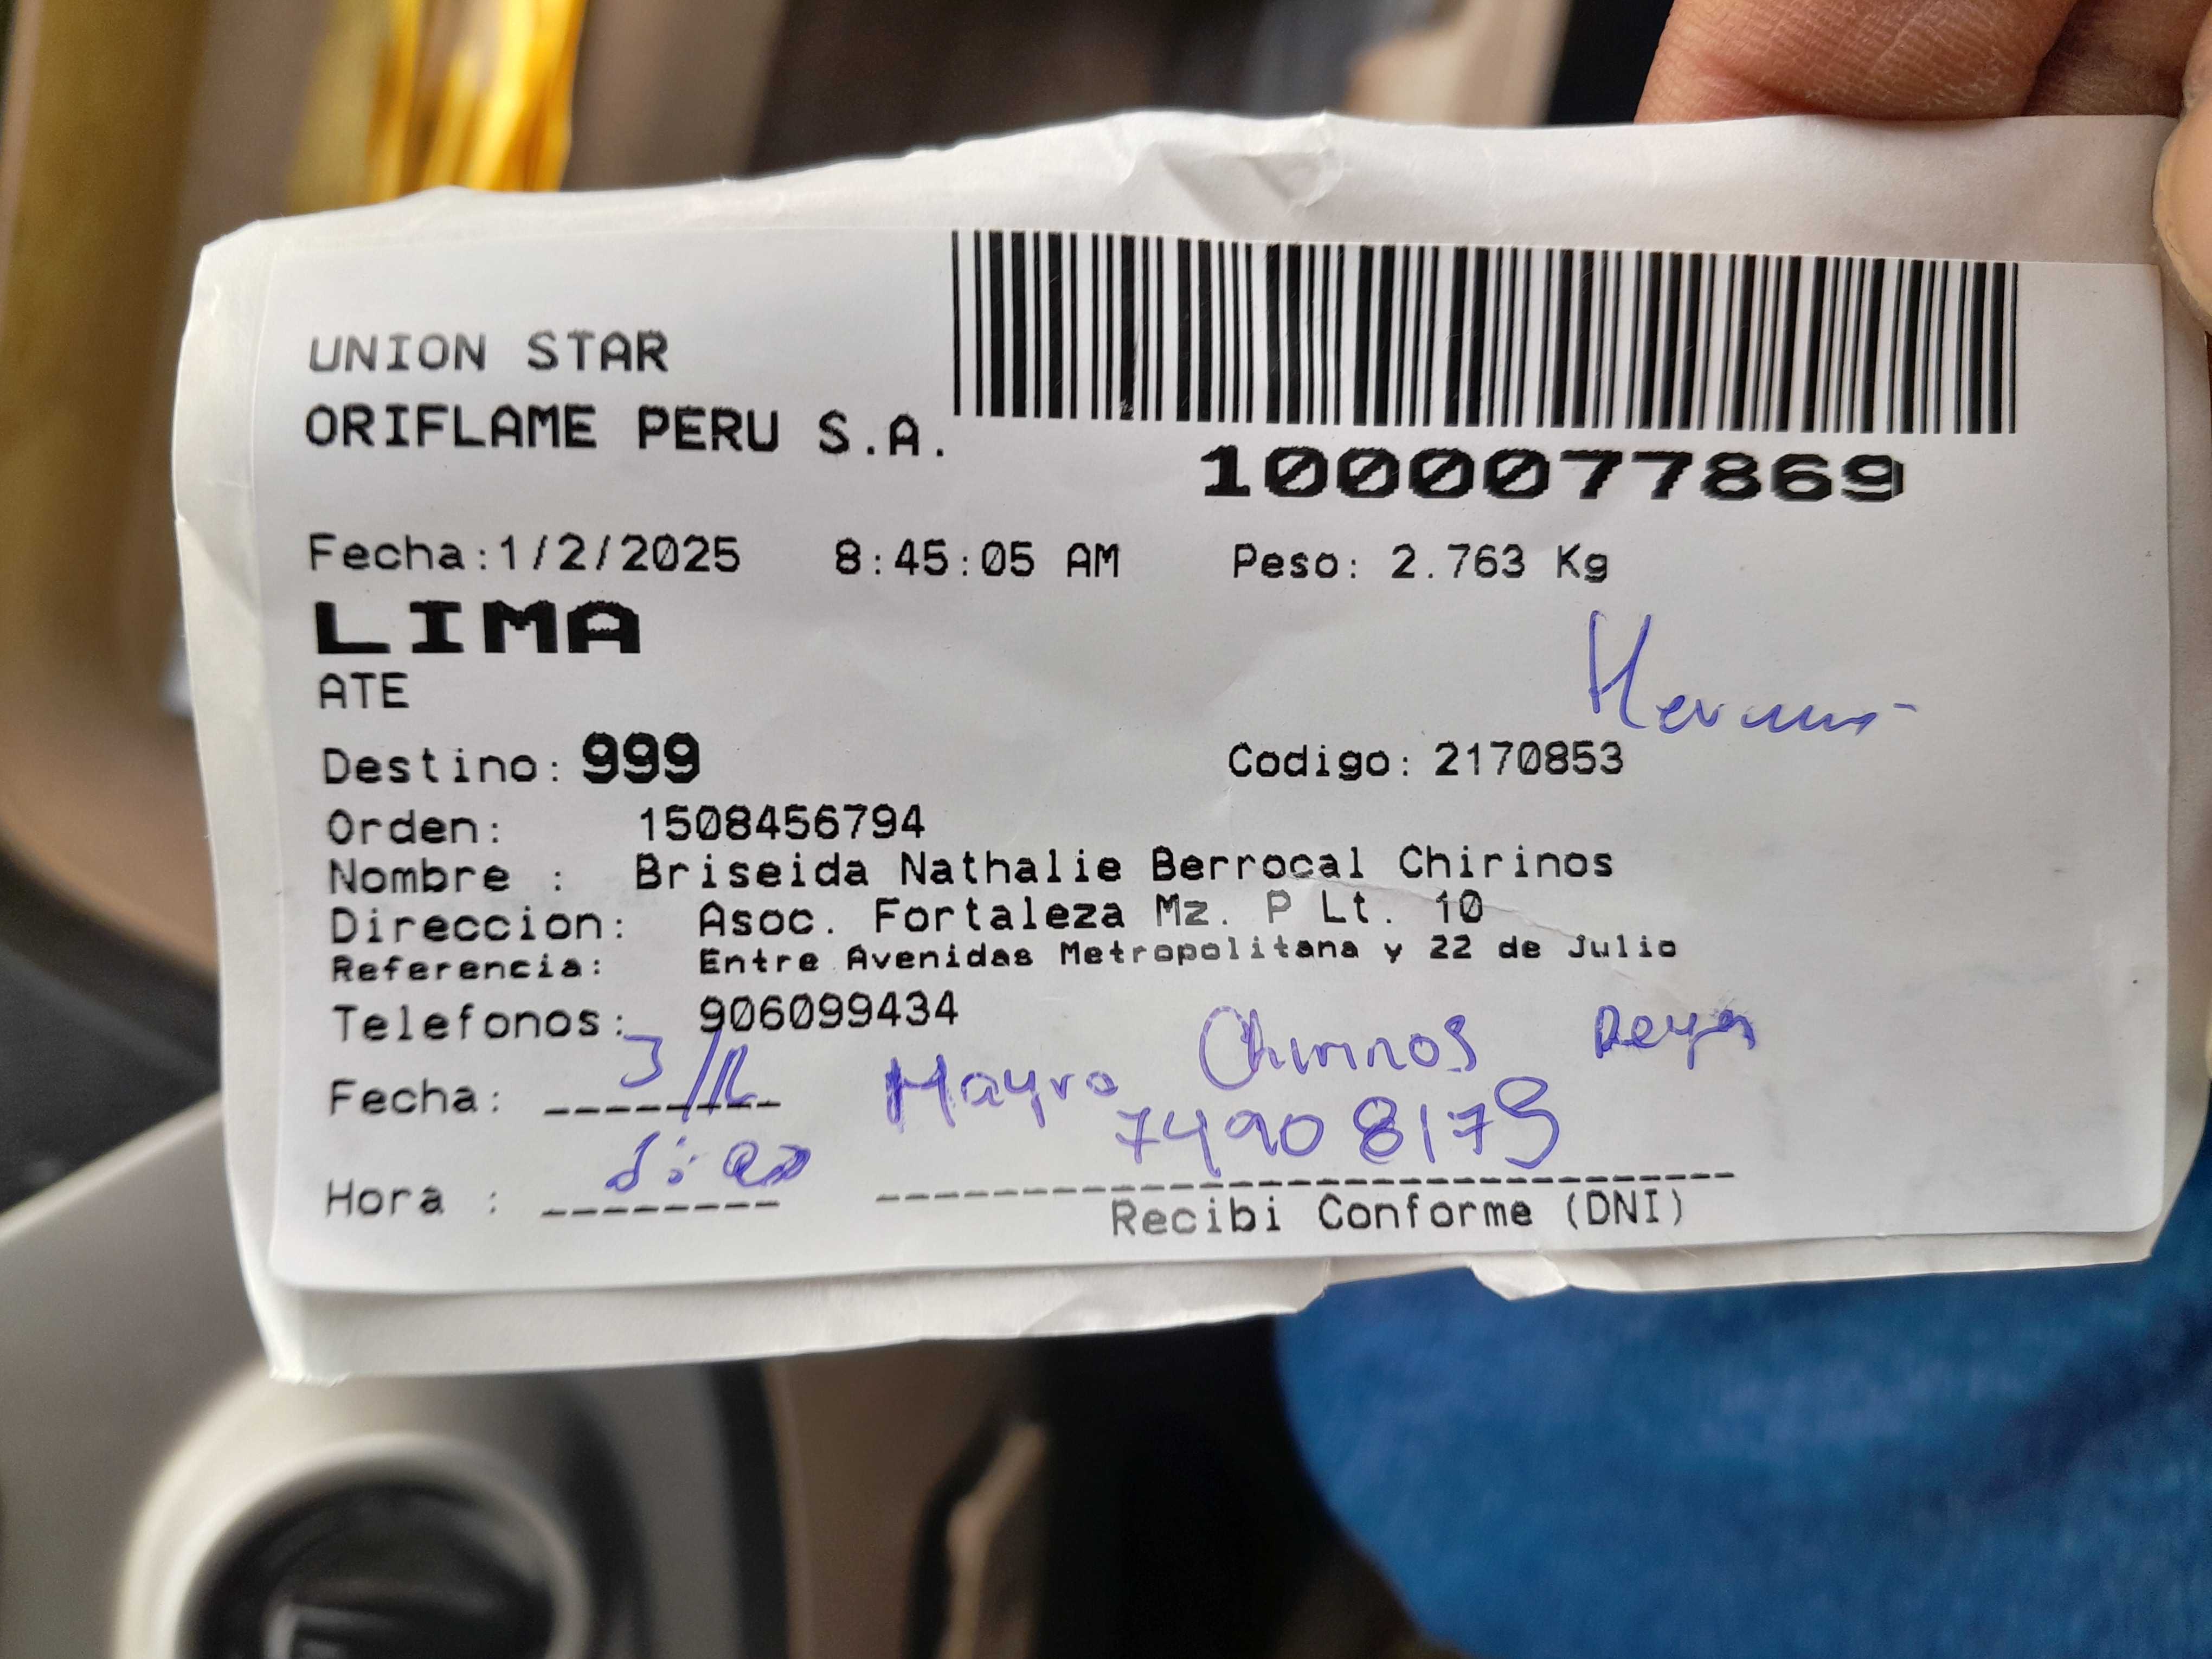 UNION STAR
ORIFLAME PERU S.A.
1000077869
Fecha:1/2/2025 8:45:05 AM Peso: 2.763 Kg
LIMA
ATE
Destino: 999 Codigo: 2170853
Orden: 1508456794
Nombre : Briseida Nathalie Berrocal Chirinos
Direccion: Asoc. Fortaleza Mz. P Lt. 10
Referencia: Entre Avenidas Metropolitana y 22 de Julio
Telefonos: 906099434
Chirinos
Fecha: Mayra
Hora :
Recibi Conforme (DNI)